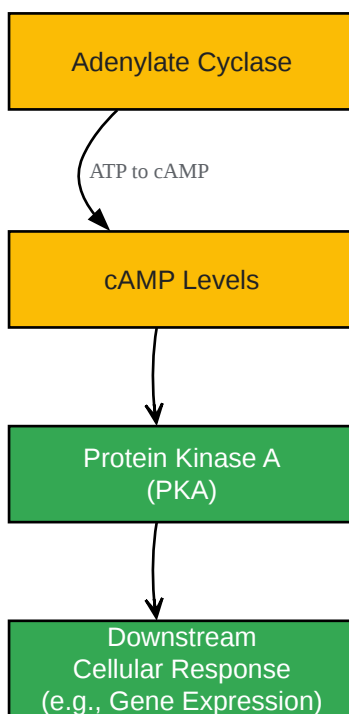 Adenylate Cyclase
ATP to cAMP
cAMP Levels
Protein Kinase A
(PKA)
Downstream
Cellular Response
(e.g., Gene Expression)